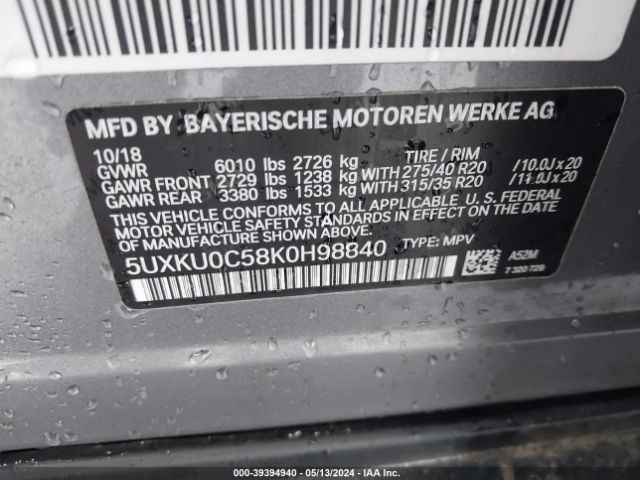 MFD BY BAYERISCHE MOTOREN WERKE AG
10/18 TIRE / RIM
GVWR 6010 lbs 2726 kg
GAWR FRONT 2729 lbs 1238 kg WITH 275/40 R20 /10.0J x 20
GAWR REAR 3380 lbs 1533 kg WITH 315/35 R20 /11.0J x 20
THIS VEHICLE CONFORMS TO ALL APPLICABLE U. S. FEDERAL
MOTOR VEHICLE SAFETY STANDARDS IN EFFECT ON THE DATE OF
MANUFACTURE SHOWN ABOVE.
5UXKU0C58K0H98840 TYPE: MPV
A52M
000-39394940 - 05/13/2024 - IAA Inc.